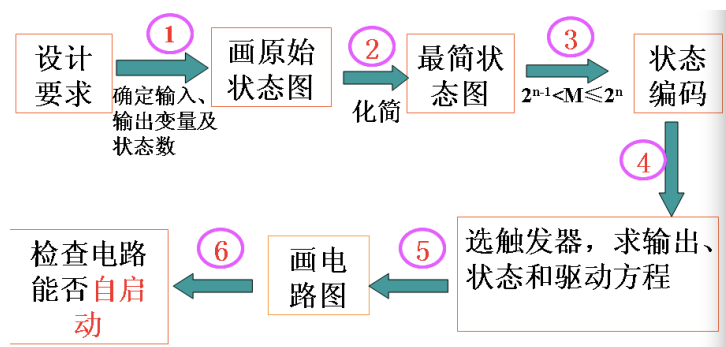 设计
要求
1
确定输入、
输出变量及
状态数
画原始
状态图
2
化简
最简状
态图
3
2ⁿ⁻¹<M≤2ⁿ
状态
编码
4
选触发器，求输出、
状态和驱动方程
5
画电
路图
6
检查电路
能否自启
动